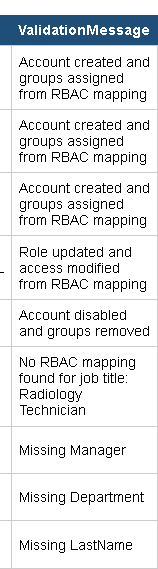 ValidationMessage
Account created and
groups assigned
from RBAC mapping
Account created and
groups assigned
from RBAC mapping
Account created and
groups assigned
from RBAC mapping
Role updated and
access modified
from RBAC mapping
Account disabled
and groups removed
No RBAC mapping
found for job title:
Radiology
Technician
Missing Manager
Missing Department
Missing LastName